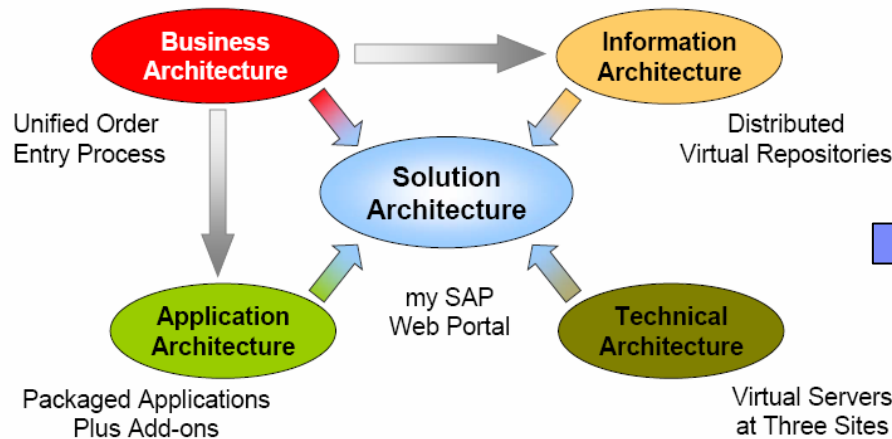 Business
Architecture
Information
Architecture
Unified Order
Entry Process
Distributed
Virtual Repositories
Solution
Architecture
my SAP
Web Portal
Application
Architecture
Technical
Architecture
Packaged Applications
Plus Add-ons
Virtual Servers
at Three Sites